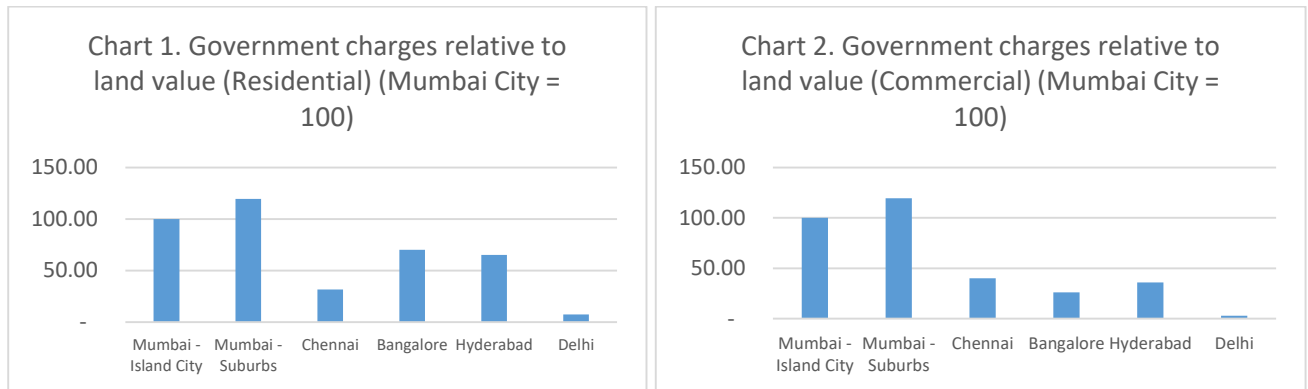 Chart 1. Government charges relative to
land value (Residential) (Mumbai City =
100)
150.00
100.00
50.00
-
Mumbai -
Island City
Mumbai -
Suburbs
Chennai
Bangalore
Hyderabad
Delhi
Chart 2. Government charges relative to
land value (Commercial) (Mumbai City =
100)
150.00
100.00
50.00
-
Mumbai -
Island City
Mumbai -
Suburbs
Chennai
Bangalore
Hyderabad
Delhi